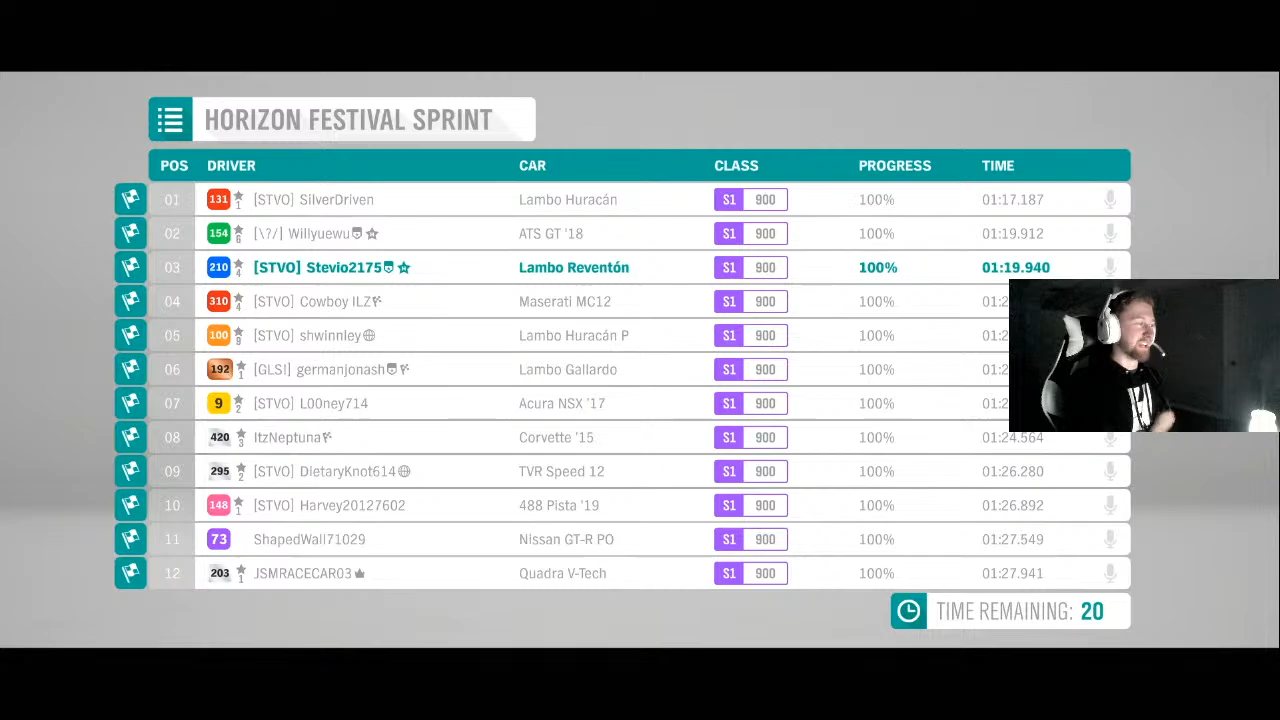 HORIZON FESTIVAL SPRINT
POS DRIVER CAR CLASS PROGRESS TIME
01 131 1 [STVO] SilverDriven Lambo Huracán S1 900 100% 01:17.187
02 154 6 [\?/] Willyuewu ATS GT '18 S1 900 100% 01:19.912
03 210 4 [STVO] Stevio2175 Lambo Reventón S1 900 100% 01:19.940
04 310 4 [STVO] Cowboy ILZ Maserati MC12 S1 900 100% 01:2
05 100 9 [STVO] shwinnley Lambo Huracán P S1 900 100% 01:2
06 192 1 [GLS!] germanjonash Lambo Gallardo S1 900 100% 01:2
07 9 2 [STVO] L00ney714 Acura NSX '17 S1 900 100% 01:2
08 420 3 ItzNeptuna Corvette '15 S1 900 100% 01:24.564
09 295 2 [STVO] DietaryKnot614 TVR Speed 12 S1 900 100% 01:26.280
10 148 1 [STVO] Harvey20127602 488 Pista '19 S1 900 100% 01:26.892
11 73 ShapedWall71029 Nissan GT-R PO S1 900 100% 01:27.549
12 203 1 JSMRACECAR03 Quadra V-Tech S1 900 100% 01:27.941
TIME REMAINING: 20